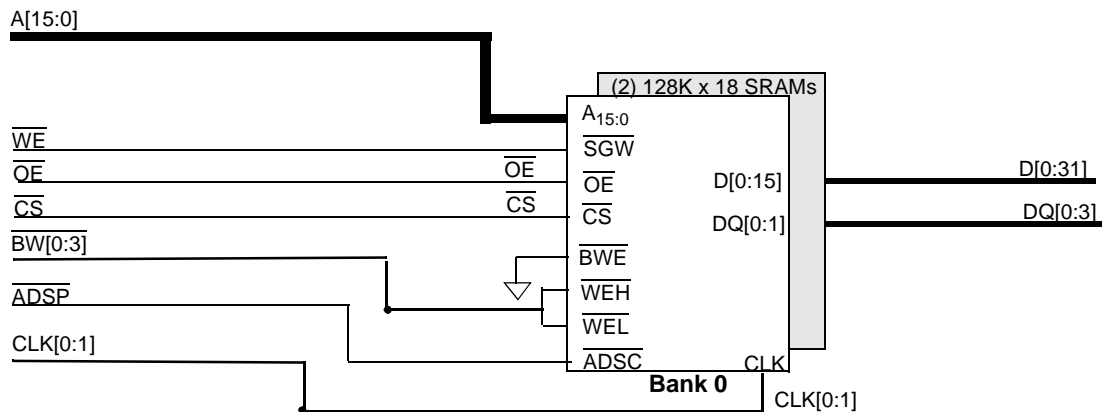 A[15:0]
(2) 128K x 18 SRAMs
A15:0
WE
SGW
OE
OE
OE
D[0:15]
D[0:31]
CS
CS
CS
DQ[0:1]
DQ[0:3]
BW[0:3]
BWE
ADSP
WEH
WEL
CLK[0:1]
ADSC
CLK
Bank 0
CLK[0:1]